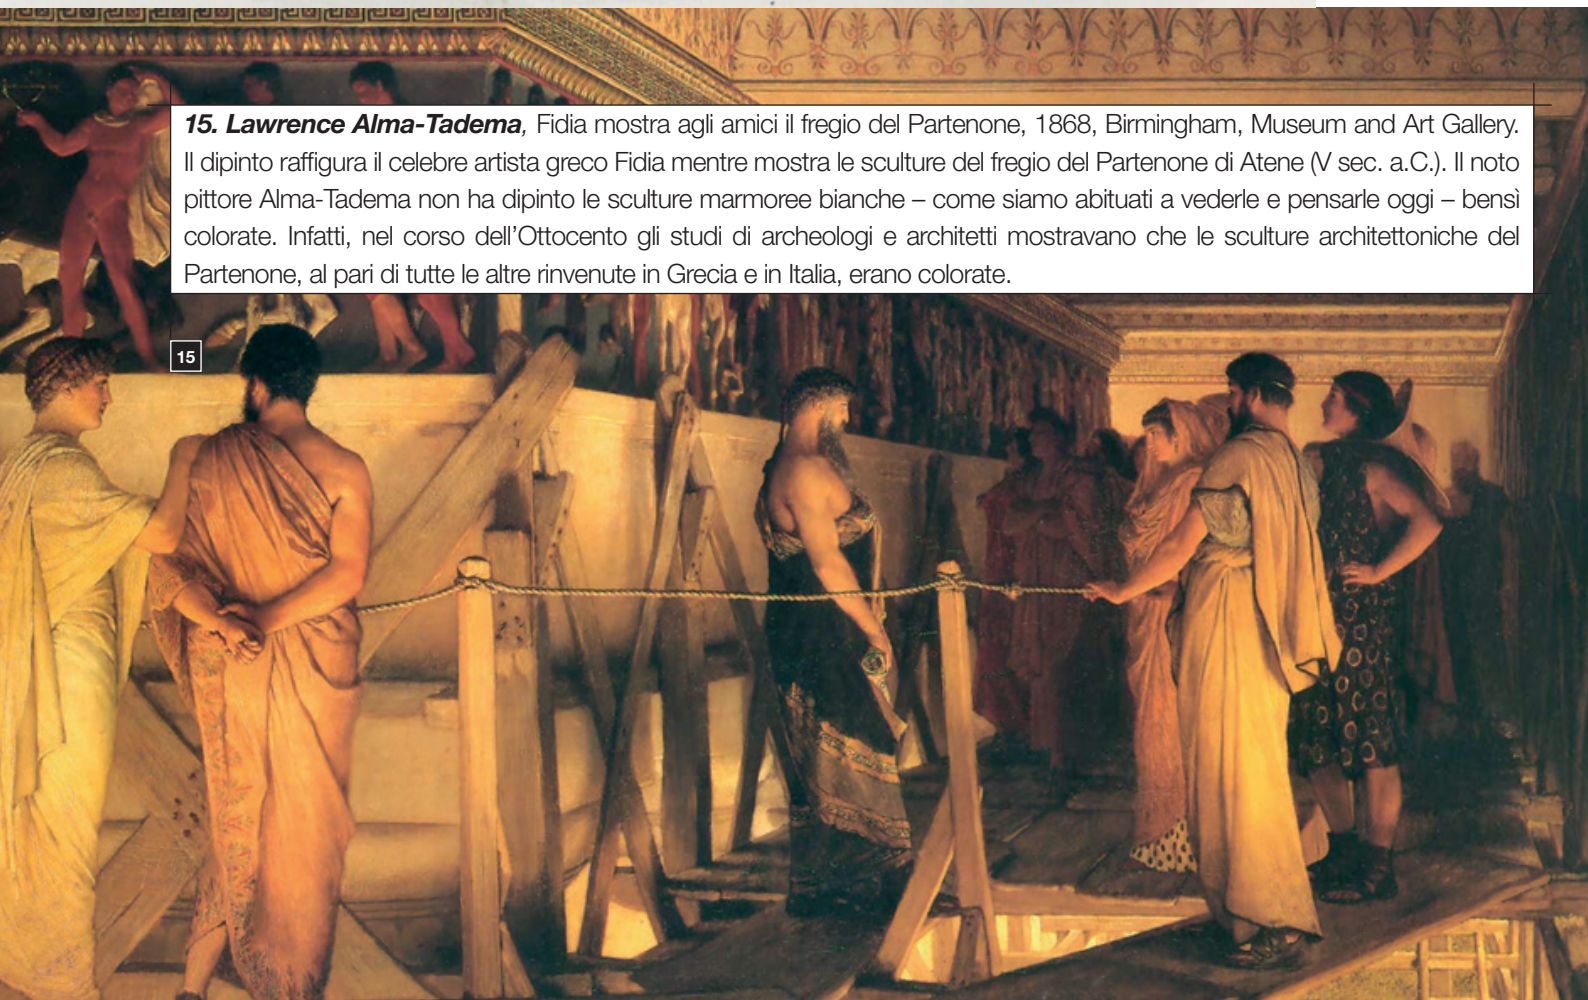 15. Lawrence Alma-Tadema, Fidia mostra agli amici il fregio del Partenone, 1868, Birmingham, Museum and Art Gallery.
Il dipinto raffigura il celebre artista greco Fidia mentre mostra le sculture del fregio del Partenone di Atene (V sec. a.C.). Il noto
pittore Alma-Tadema non ha dipinto le sculture marmoree bianche – come siamo abituati a vederle e pensarle oggi – bensì
colorate. Infatti, nel corso dell’Ottocento gli studi di archeologi e architetti mostravano che le sculture architettoniche del
Partenone, al pari di tutte le altre rinvenute in Grecia e in Italia, erano colorate.
15